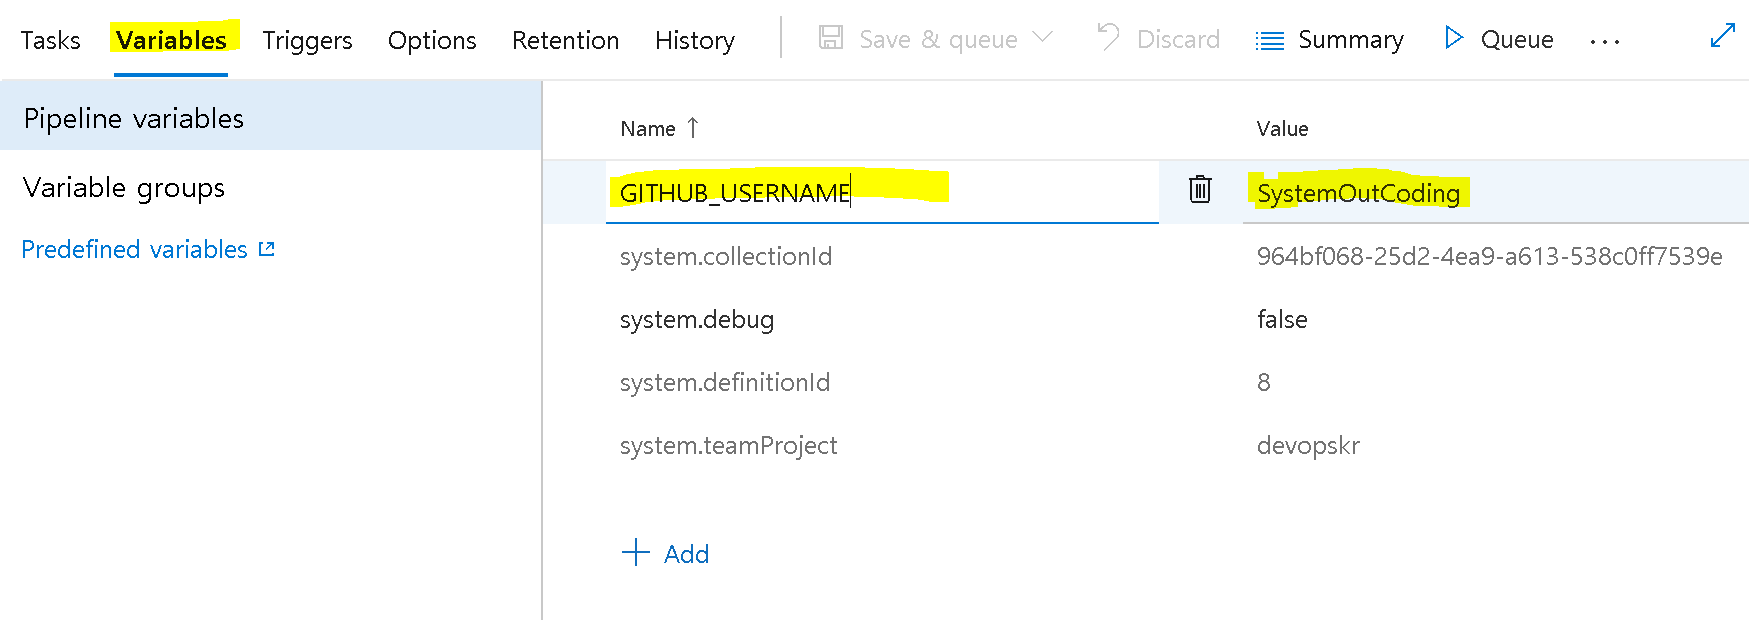 Tasks Variables Triggers Options Retention History Save & queue Discard Summary Queue ...
Pipeline variables
Variable groups
Predefined variables
Name ↑ Value
GITHUB_USERNAME SystemOutCoding
system.collectionId 964bf068-25d2-4ea9-a613-538c0ff7539e
system.debug false
system.definitionId 8
system.teamProject devopskr
+ Add